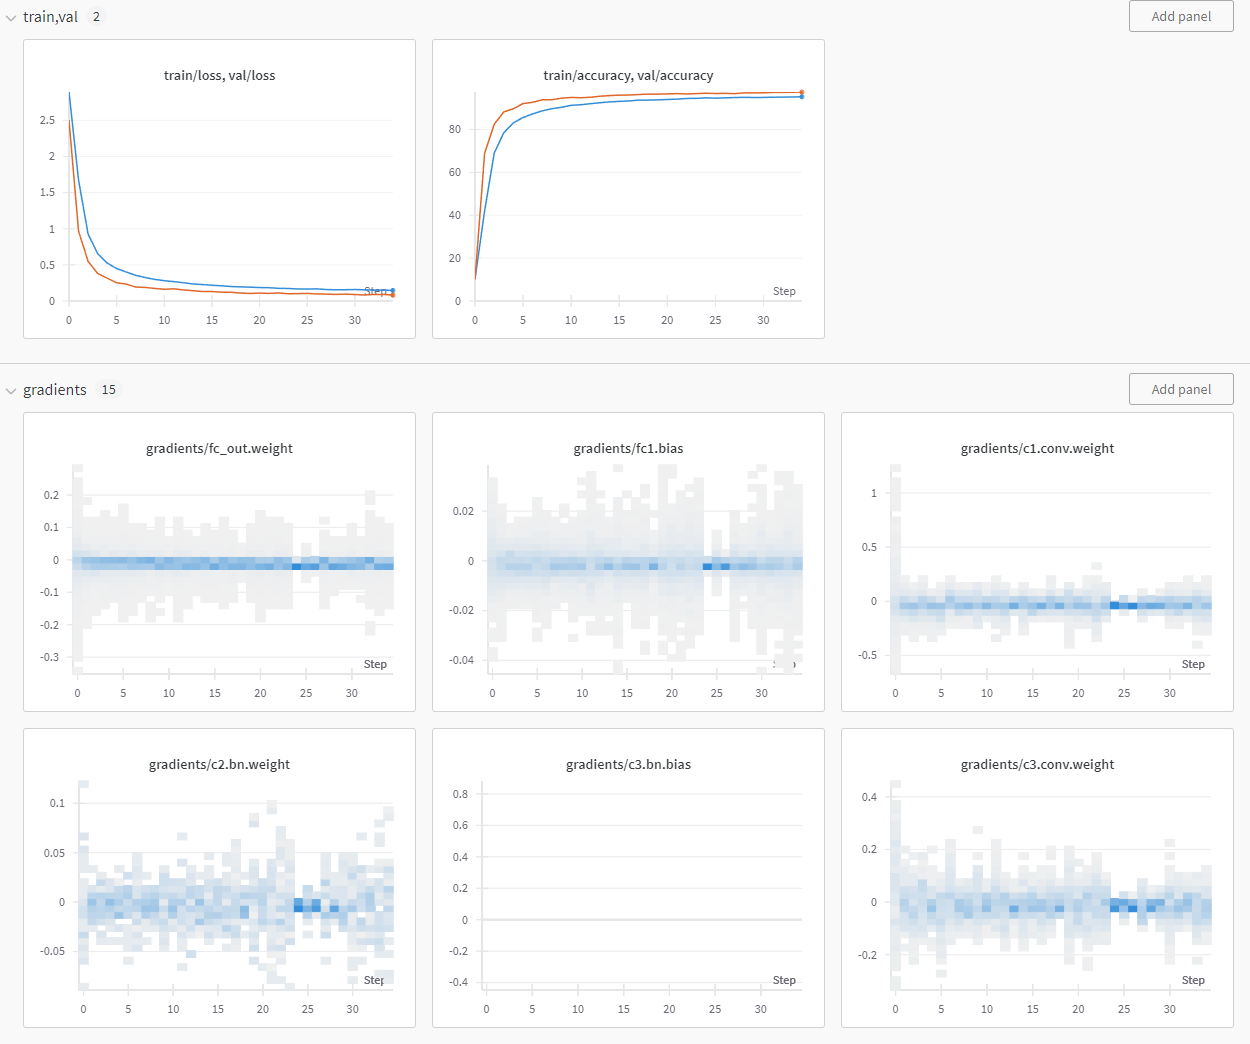 train,val 2 Add panel
train/loss, val/loss
2.5
2
1.5
1
0.5
0
Step
0 5 10 15 20 25 30
train/accuracy, val/accuracy
80
60
40
20
0
Step
0 5 10 15 20 25 30
gradients 15 Add panel
gradients/fc_out.weight
0.2
0.1
0
-0.1
-0.2
-0.3
Step
0 5 10 15 20 25 30
gradients/fc1.bias
0.02
0
-0.02
-0.04
Step
0 5 10 15 20 25 30
gradients/c1.conv.weight
1
0.5
0
-0.5
Step
0 5 10 15 20 25 30
gradients/c2.bn.weight
0.1
0.05
0
-0.05
Step
0 5 10 15 20 25 30
gradients/c3.bn.bias
0.8
0.6
0.4
0.2
0
-0.2
-0.4
Step
0 5 10 15 20 25 30
gradients/c3.conv.weight
0.4
0.2
0
-0.2
Step
0 5 10 15 20 25 30